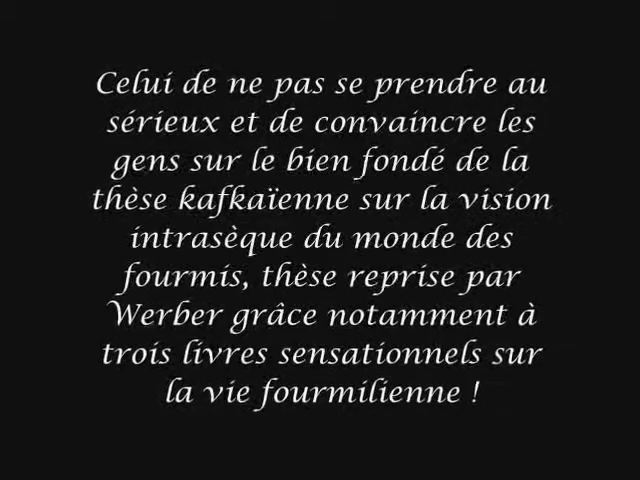 Celui de ne pas se prendre au
sérieux et de convaincre les
gens sur le bien fondé de la
thèse kafkaïenne sur la vision
intrasèque du monde des
fourmis, thèse reprise par
Werber grâce notamment à
trois livres sensationnels sur
la vie fourmilienne !